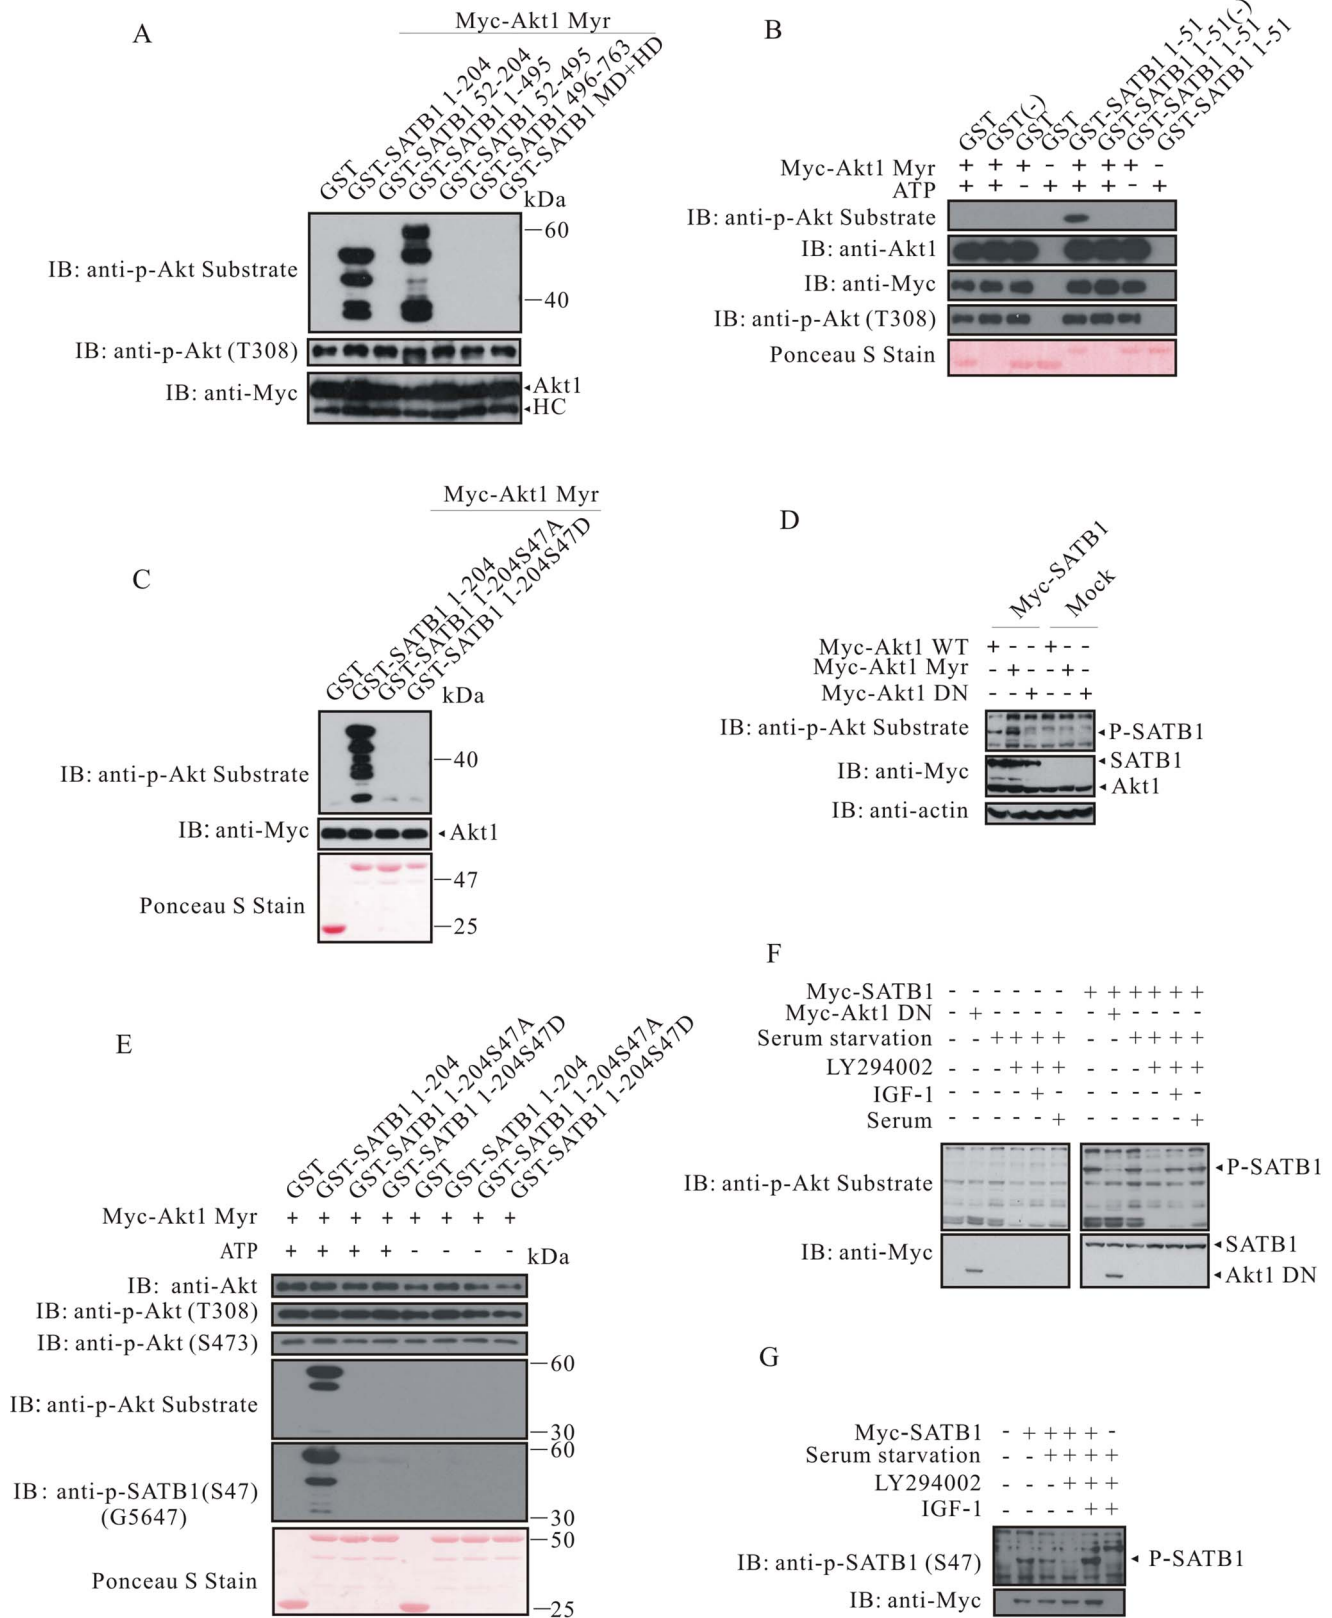 A
Myc-Akt1 Myr
GST
GST-SATB1 1-204
GST-SATB1 52-204
GST-SATB1 1-495
GST-SATB1 52-495
GST-SATB1 496-763
GST-SATB1 MD+HD
kDa
IB: anti-p-Akt Substrate
60
40
IB: anti-p-Akt (T308)
IB: anti-Myc
Akt1
HC
B
GST
GST(-)
GST
GST
GST-SATB1 1-51
GST-SATB1 1-51(-)
GST-SATB1 1-51
GST-SATB1 1-51
Myc-Akt1 Myr + + + - + + + -
ATP + + - + + + - +
IB: anti-p-Akt Substrate
IB: anti-Akt1
IB: anti-Myc
IB: anti-p-Akt (T308)
Ponceau S Stain
C
Myc-Akt1 Myr
GST
GST-SATB1 1-204
GST-SATB1 1-204S47A
GST-SATB1 1-204S47D
kDa
IB: anti-p-Akt Substrate
40
IB: anti-Myc
Akt1
Ponceau S Stain
47
25
D
Myc-SATB1
Mock
Myc-Akt1 WT + - - + - -
Myc-Akt1 Myr - + - - + -
Myc-Akt1 DN - - + - - +
IB: anti-p-Akt Substrate
P-SATB1
IB: anti-Myc
SATB1
Akt1
IB: anti-actin
E
GST
GST-SATB1 1-204
GST-SATB1 1-204S47A
GST-SATB1 1-204S47D
GST
GST-SATB1 1-204
GST-SATB1 1-204S47A
GST-SATB1 1-204S47D
Myc-Akt1 Myr + + + + + + + +
ATP + + + + - - - -
kDa
IB: anti-Akt
IB: anti-p-Akt (T308)
IB: anti-p-Akt (S473)
IB: anti-p-Akt Substrate
60
30
IB: anti-p-SATB1(S47)
(G5647)
60
30
Ponceau S Stain
50
25
F
Myc-SATB1 - - - - - - + + + + + +
Myc-Akt1 DN - + - - - - - + - - - -
Serum starvation - - + + + + - - + + + +
LY294002 - - - + + + - - - + + +
IGF-1 - - - - + - - - - - + -
Serum - - - - - + - - - - - +
IB: anti-p-Akt Substrate
P-SATB1
IB: anti-Myc
SATB1
Akt1 DN
G
Myc-SATB1 - + + + + -
Serum starvation - - + + + +
LY294002 - - - + + +
IGF-1 - - - - + +
IB: anti-p-SATB1 (S47)
P-SATB1
IB: anti-Myc